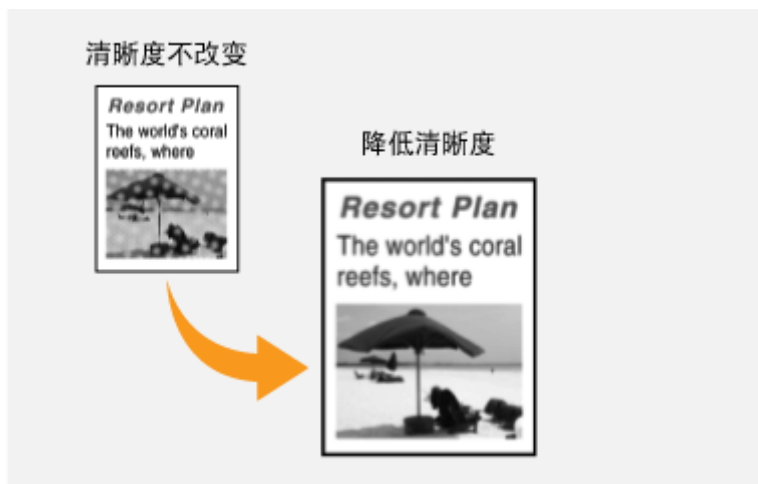 清晰度不改变
Resort Plan
The world's coral
reefs, where
降低清晰度
Resort Plan
The world's coral
reefs, where